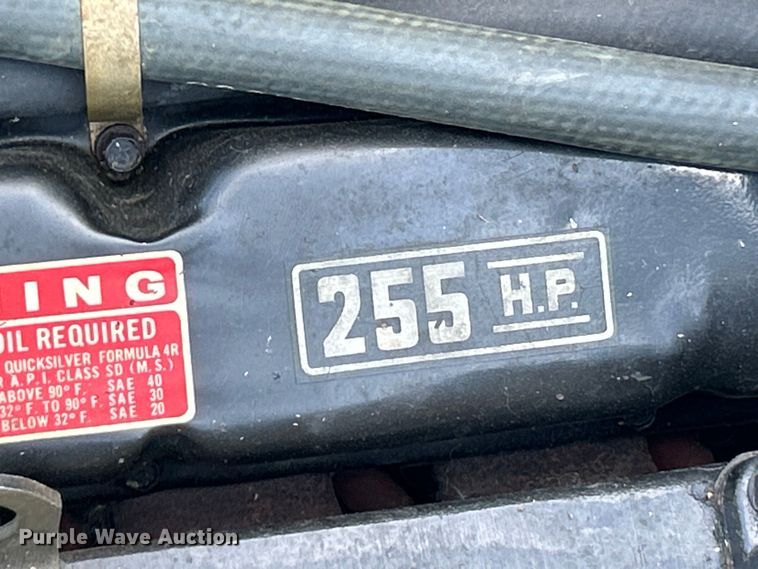 ING
OIL REQUIRED
QUICKSILVER FORMULA 4R
A.P.I. CLASS SD (M.S.)
ABOVE 90° F. SAE 40
32° F. TO 90° F. SAE 30
BELOW 32° F. SAE 20
255 H.P.
Purple Wave Auction